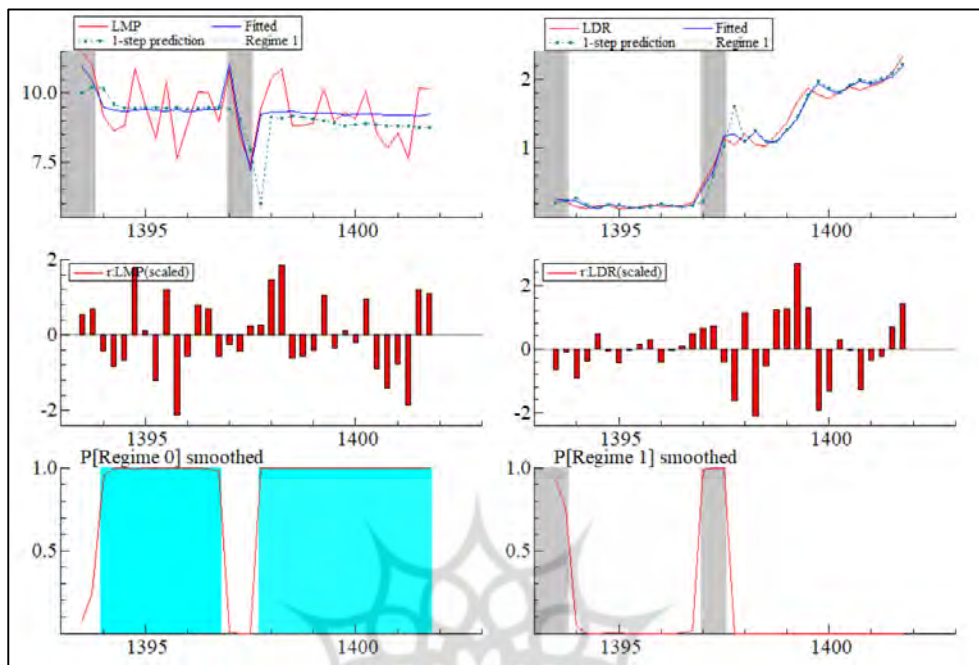 LMP Fitted
1-step prediction Regime 1
10.0
7.5
1395 1400
LDR Fitted
1-step prediction Regime 1
2
1
1395 1400
2 r:LMP(scaled)
0
-2
1395 1400
r:LDR(scaled)
2
0
-2
1395 1400
P[Regime 0] smoothed
1.0
0.5
1395 1400
P[Regime 1] smoothed
1.0
0.5
1395 1400